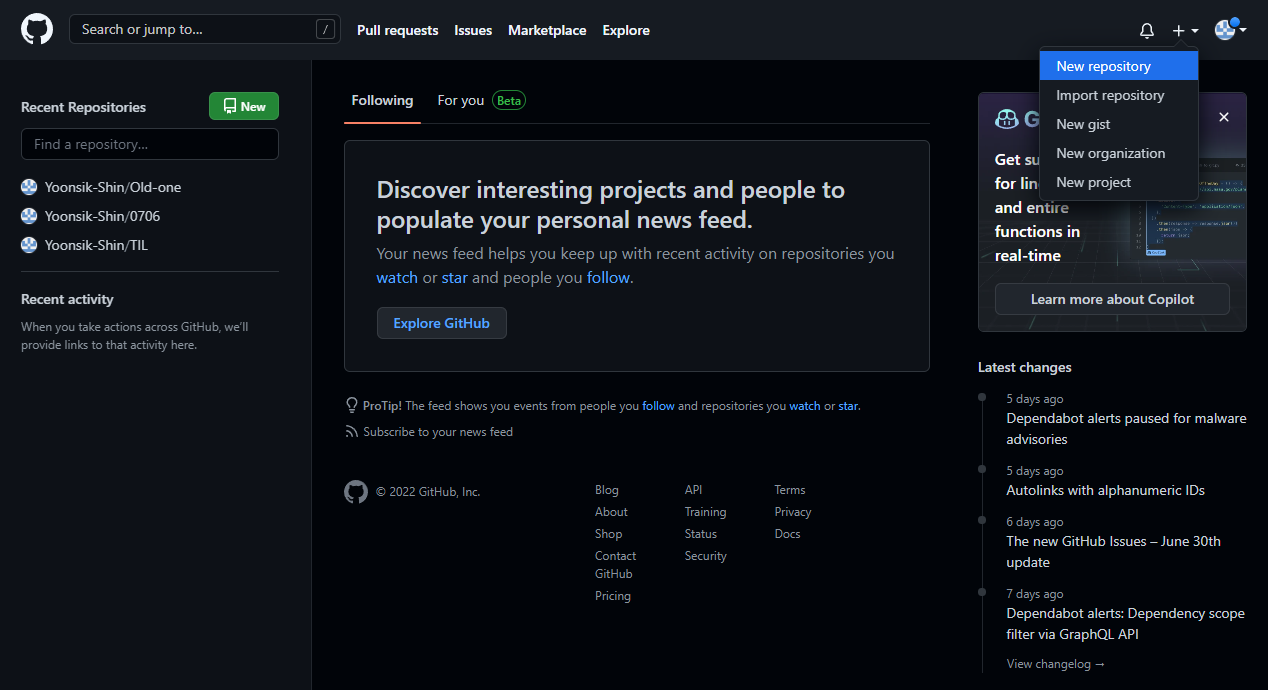 Search or jump to... /
Pull requests Issues Marketplace Explore
New repository
Import repository
New gist
New organization
New project
Recent Repositories New
Find a repository...
Yoonsik-Shin/Old-one
Yoonsik-Shin/0706
Yoonsik-Shin/TIL
Recent activity
When you take actions across GitHub, we'll
provide links to that activity here.
Following For you Beta
Discover interesting projects and people to
populate your personal news feed.
Your news feed helps you keep up with recent activity on repositories you
watch or star and people you follow.
Explore GitHub
ProTip! The feed shows you events from people you follow and repositories you watch or star.
Subscribe to your news feed
© 2022 GitHub, Inc.
Blog
About
Shop
Contact
GitHub
Pricing
API
Training
Status
Security
Terms
Privacy
Docs
Get
for
and entire
functions in
real-time
Learn more about Copilot
Latest changes
5 days ago
Dependabot alerts paused for malware
advisories
5 days ago
Autolinks with alphanumeric IDs
6 days ago
The new GitHub Issues – June 30th
update
7 days ago
Dependabot alerts: Dependency scope
filter via GraphQL API
View changelog →